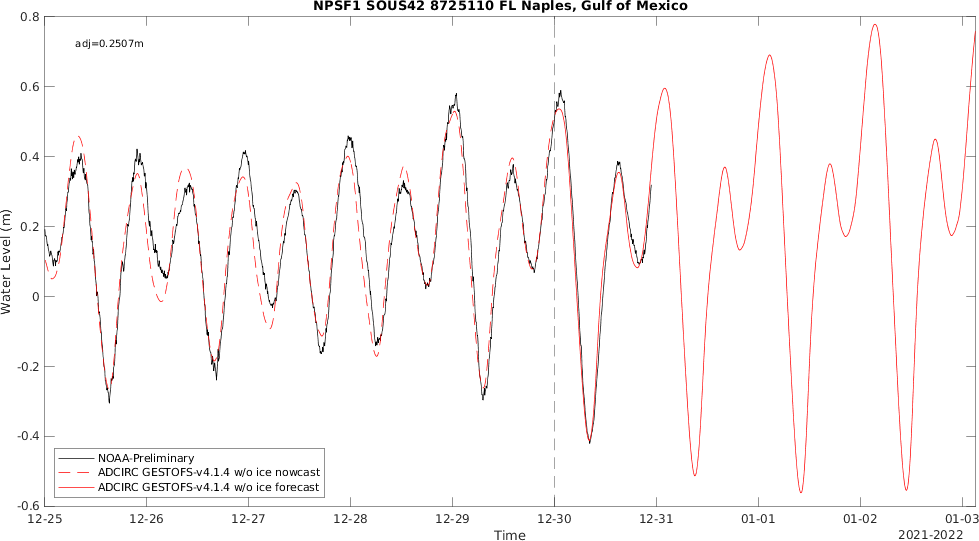 NPSF1 SOUS42 8725110 FL Naples, Gulf of Mexico
adj=0.2507m
0.8
0.6
0.4
0.2
0
-0.2
-0.4
-0.6
Water Level (m)
NOAA-Preliminary
ADCIRC GESTOFS-v4.1.4 w/o ice nowcast
ADCIRC GESTOFS-v4.1.4 w/o ice forecast
12-25 12-26 12-27 12-28 12-29 12-30 12-31 01-01 01-02 01-03
Time
2021-2022